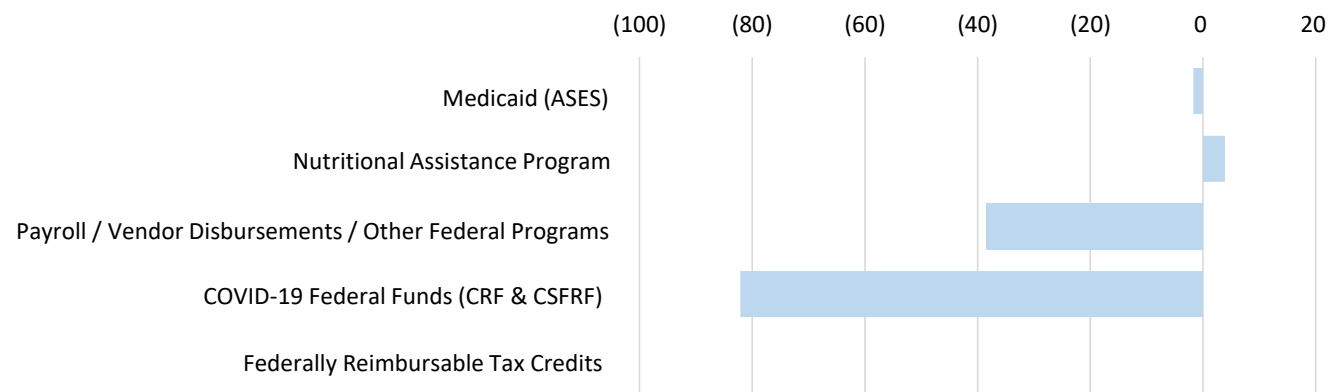 (100) (80) (60) (40) (20) 0 20
Medicaid (ASES)
Nutritional Assistance Program
Payroll / Vendor Disbursements / Other Federal Programs
COVID-19 Federal Funds (CRF & CSFRF)
Federally Reimbursable Tax Credits